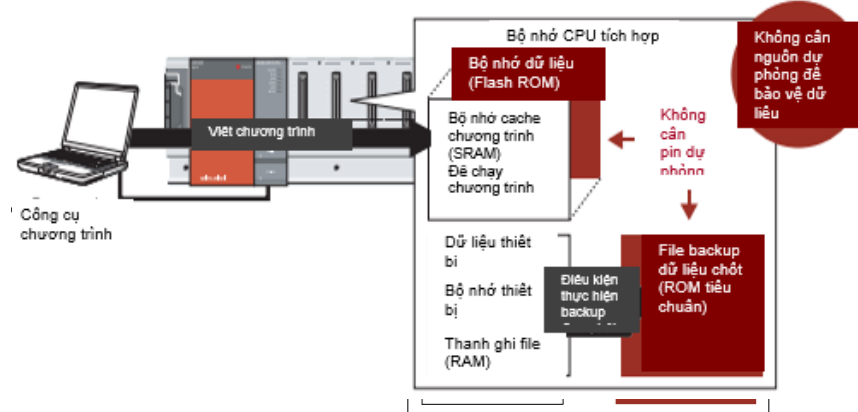 Bộ nhớ CPU tích hợp
Không cần
nguồn dự
phòng để
bảo vệ dữ
liệu
Bộ nhớ dữ liệu
(Flash ROM)
Bộ nhớ cache
chương trình
(SRAM)
Để chạy
chương trình
Không
cần
pin dự
phòng
Viết chương trình
Công cụ
chương trình
Dữ liệu thiết
bị
Bộ nhớ thiết
bị
Thanh ghi file
(RAM)
Điều kiện
thực hiện
backup
File backup
dữ liệu chốt
(ROM tiêu
chuẩn)